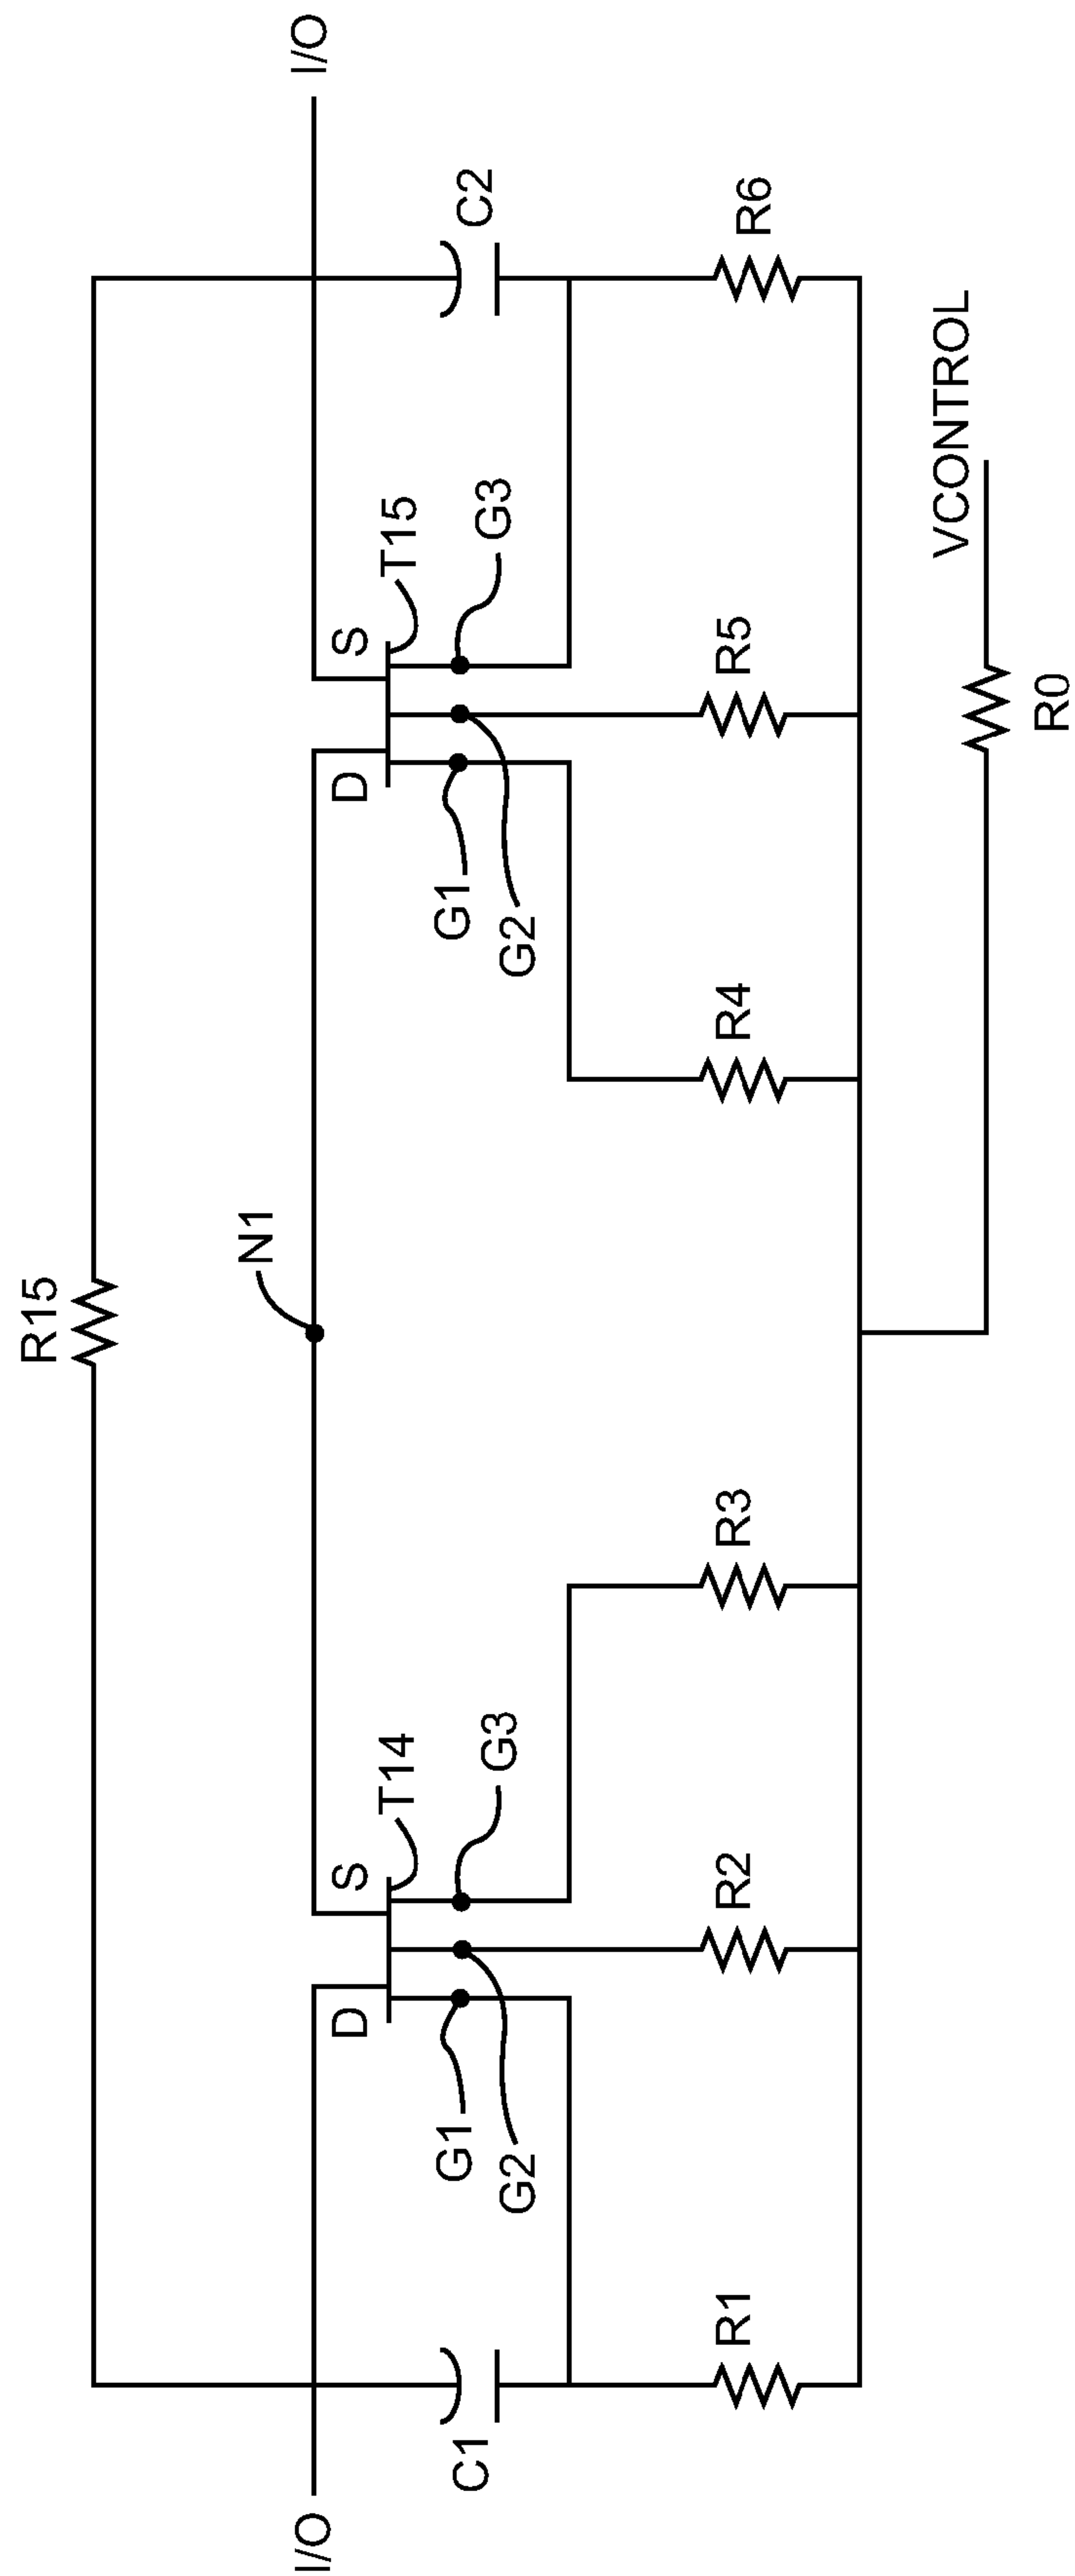 R15
N1
I/O
I/O
D
S
D
S
T14
T15
C1
G1
G2
G3
G1
G2
G3
C2
R1
R2
R3
R4
R5
R6
VCONTROL
R0